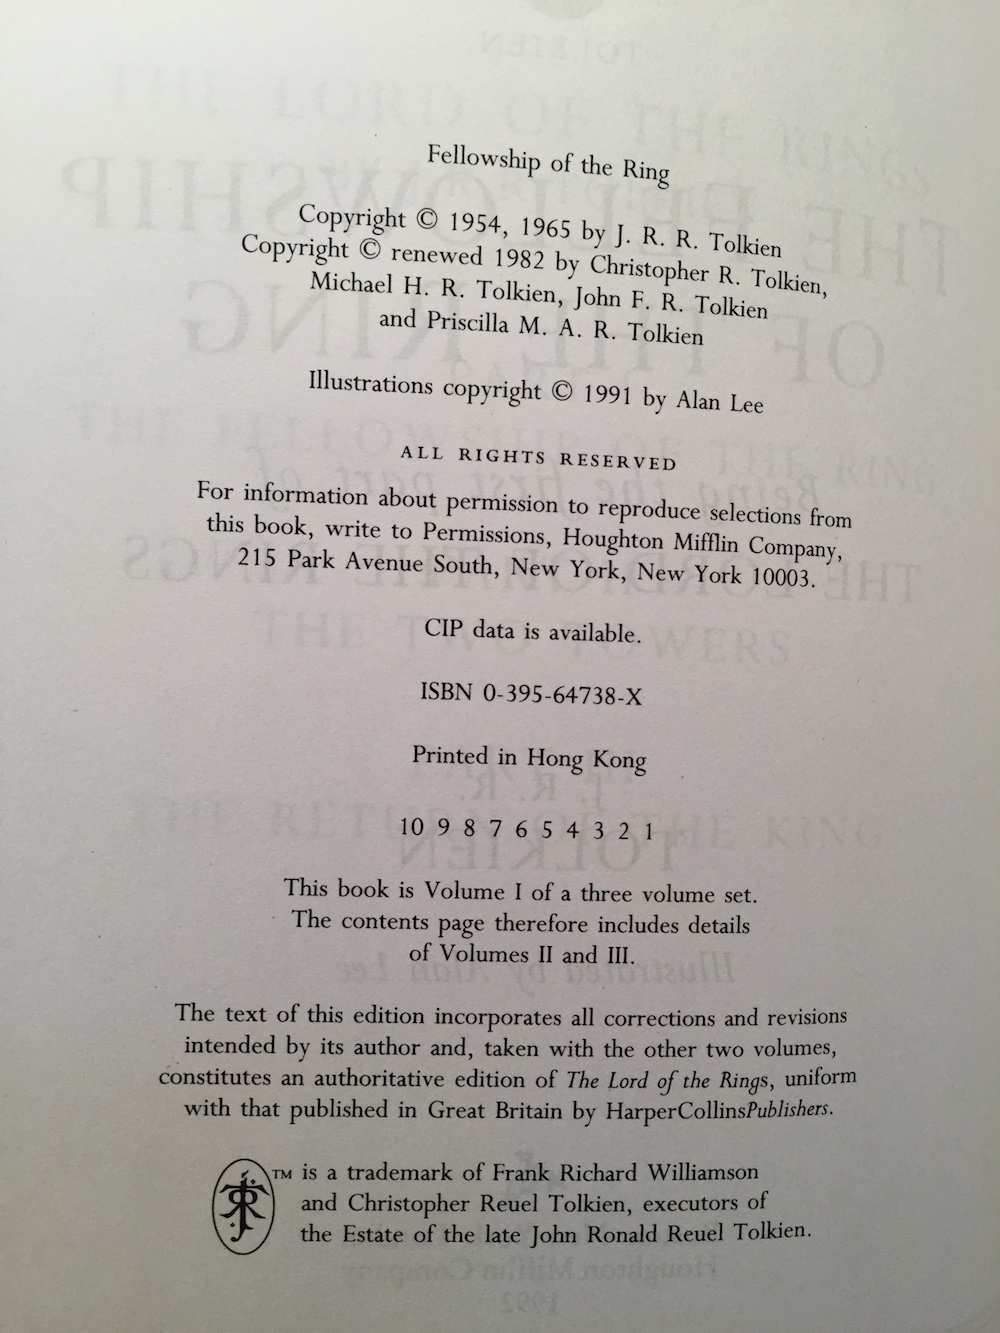 Fellowship of the Ring
Copyright © 1954, 1965 by J. R. R. Tolkien
Copyright © renewed 1982 by Christopher R. Tolkien,
Michael H. R. Tolkien, John F. R. Tolkien
and Priscilla M. A. R. Tolkien
Illustrations copyright © 1991 by Alan Lee
ALL RIGHTS RESERVED
For information about permission to reproduce selections from
this book, write to Permissions, Houghton Mifflin Company,
215 Park Avenue South, New York, New York 10003.
CIP data is available.
ISBN 0-395-64738-X
Printed in Hong Kong
10 9 8 7 6 5 4 3 2 1
This book is Volume I of a three volume set.
The contents page therefore includes details
of Volumes II and III.
The text of this edition incorporates all corrections and revisions
intended by its author and, taken with the other two volumes,
constitutes an authoritative edition of The Lord of the Rings, uniform
with that published in Great Britain by HarperCollinsPublishers.
TM is a trademark of Frank Richard Williamson
and Christopher Reuel Tolkien, executors of
the Estate of the late John Ronald Reuel Tolkien.